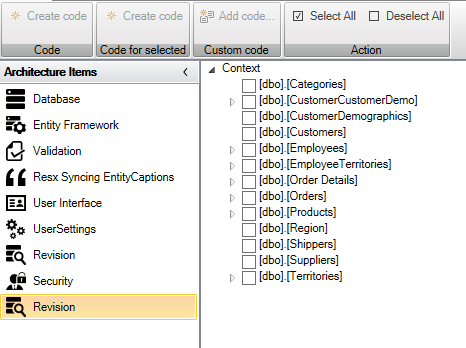 Create code
Create code
Add code...
Select All
Deselect All
Code
Code for selected
Custom code
Action
Architecture Items
Database
Entity Framework
Validation
Resx Syncing EntityCaptions
User Interface
UserSettings
Revision
Security
Revision
Context
[dbo].[Categories]
[dbo].[CustomerCustomerDemo]
[dbo].[CustomerDemographics]
[dbo].[Customers]
[dbo].[Employees]
[dbo].[EmployeeTerritories]
[dbo].[Order Details]
[dbo].[Orders]
[dbo].[Products]
[dbo].[Region]
[dbo].[Shippers]
[dbo].[Suppliers]
[dbo].[Territories]